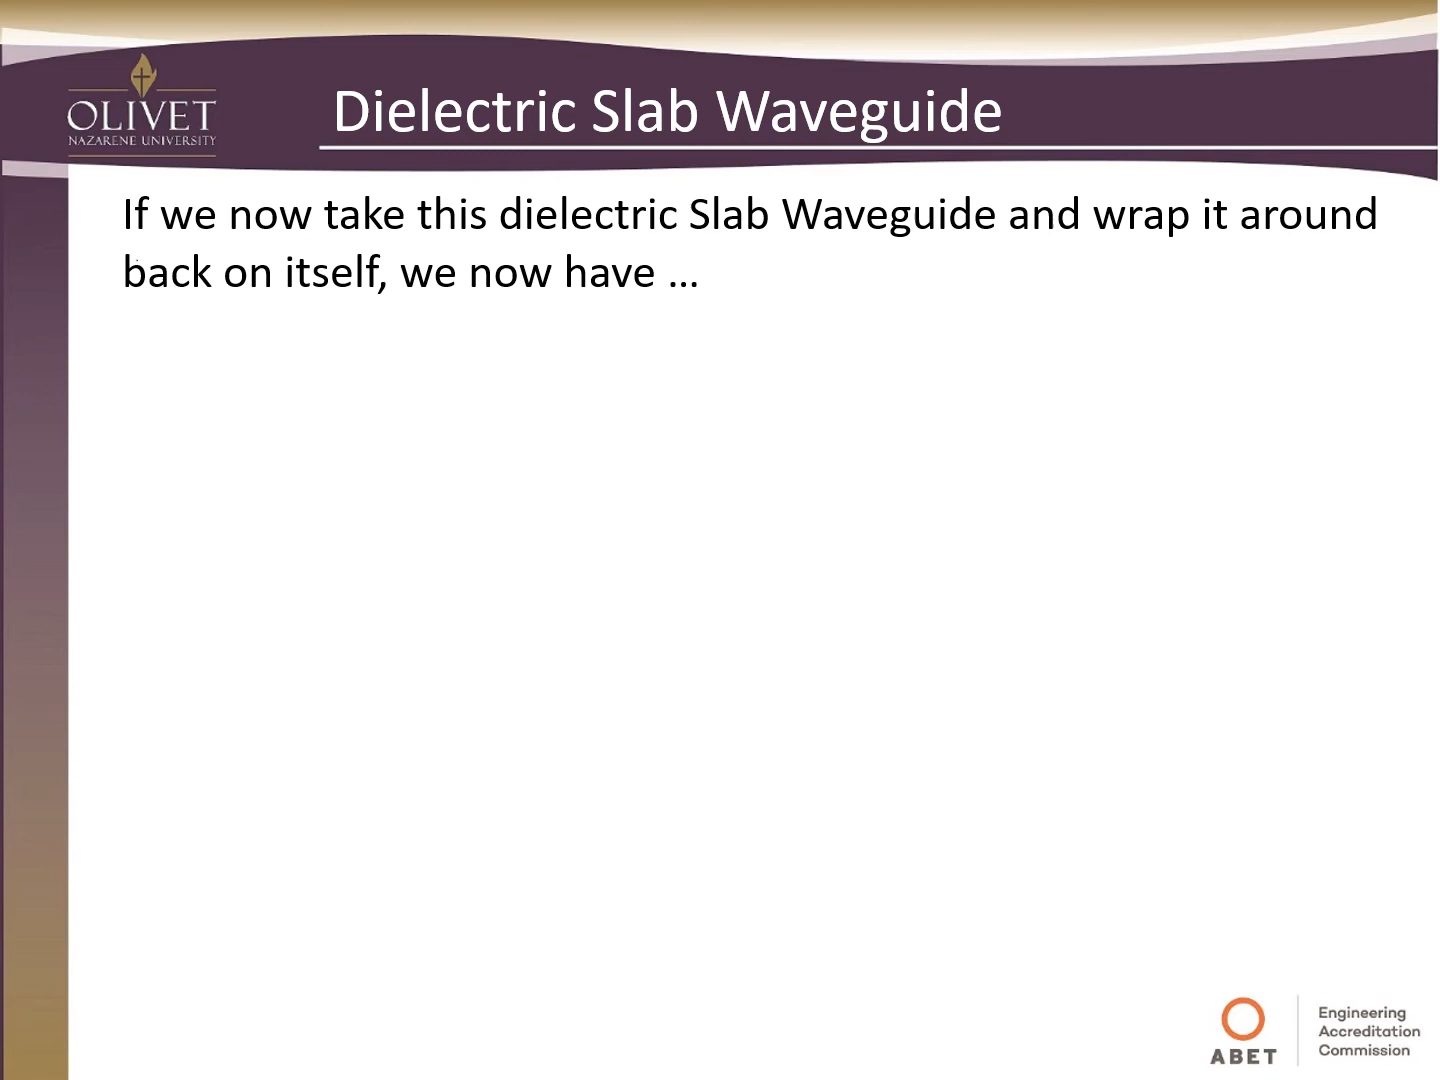 OLIVET
NAZARENE UNIVERSITY
Dielectric Slab Waveguide
If we now take this dielectric Slab Waveguide and wrap it around
back on itself, we now have …
ABET
Engineering
Accreditation
Commission